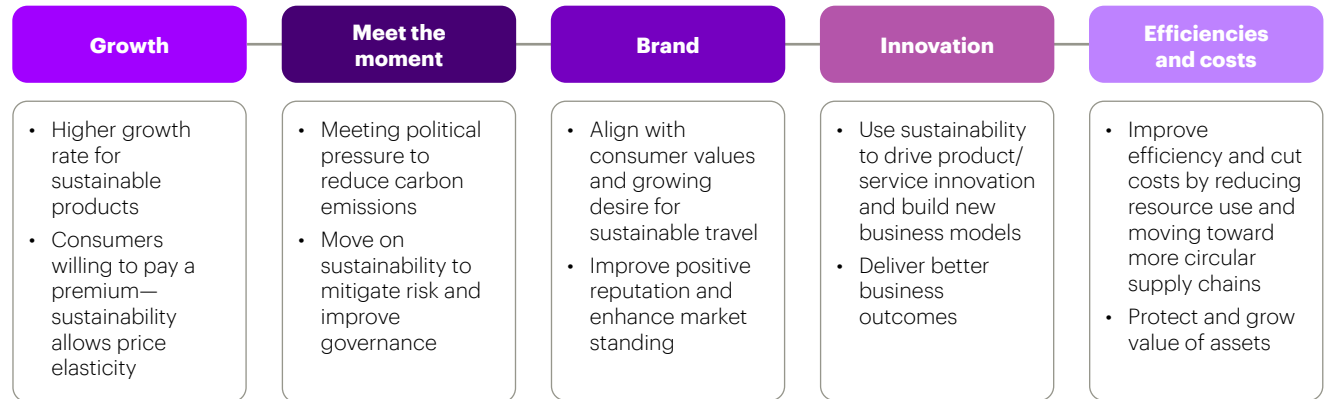 Growth
• Higher growth
rate for
sustainable
products
• Consumers
willing to pay a
premium—
sustainability
allows price
elasticity
Meet the
moment
• Meeting political
pressure to
reduce carbon
emissions
• Move on
sustainability to
mitigate risk and
improve
governance
Brand
• Align with
consumer values
and growing
desire for
sustainable travel
• Improve positive
reputation and
enhance market
standing
Innovation
• Use sustainability
to drive product/
service innovation
and build new
business models
• Deliver better
business
outcomes
Efficiencies
and costs
• Improve
efficiency and cut
costs by reducing
resource use and
moving toward
more circular
supply chains
• Protect and grow
value of assets